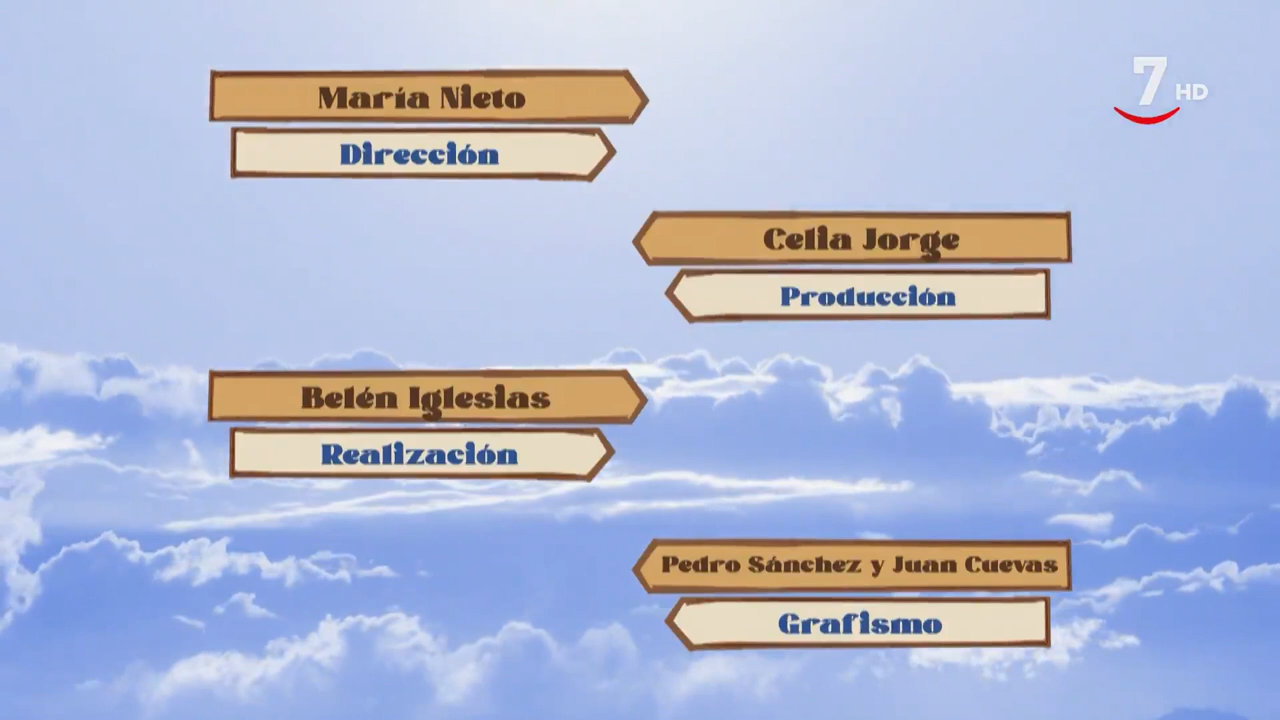 María Nieto
Dirección
7 HD
Celia Jorge
Producción
Belén Iglesias
Realización
Pedro Sánchez y Juan Cuevas
Grafismo